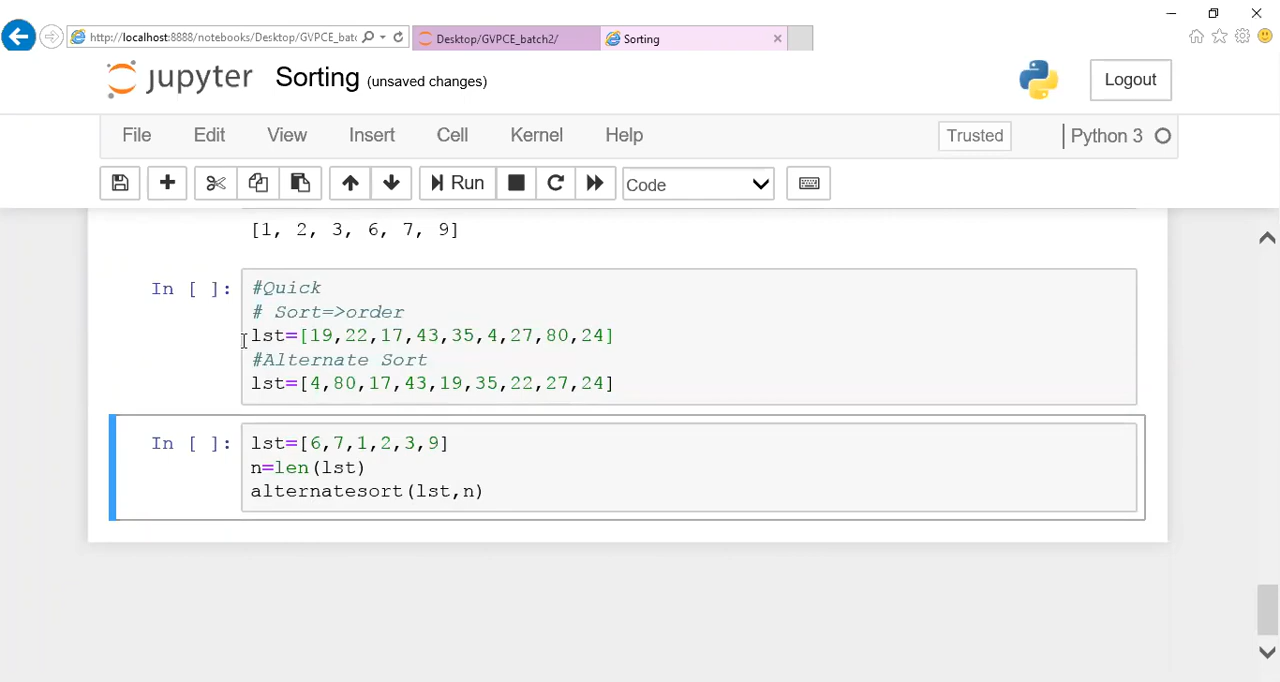 http://localhost:8888/notebooks/Desktop/GVPCE_batc
Desktop/GVPCE_batch2/
Sorting
jupyter Sorting (unsaved changes)
Logout
File Edit View Insert Cell Kernel Help
Trusted
Python 3
Run
Code
[1, 2, 3, 6, 7, 9]
In [ ]:
#Quick
# Sort=>order
lst=[19,22,17,43,35,4,27,80,24]
#Alternate Sort
lst=[4,80,17,43,19,35,22,27,24]
In [ ]:
lst=[6,7,1,2,3,9]
n=len(lst)
alternatesort(lst,n)